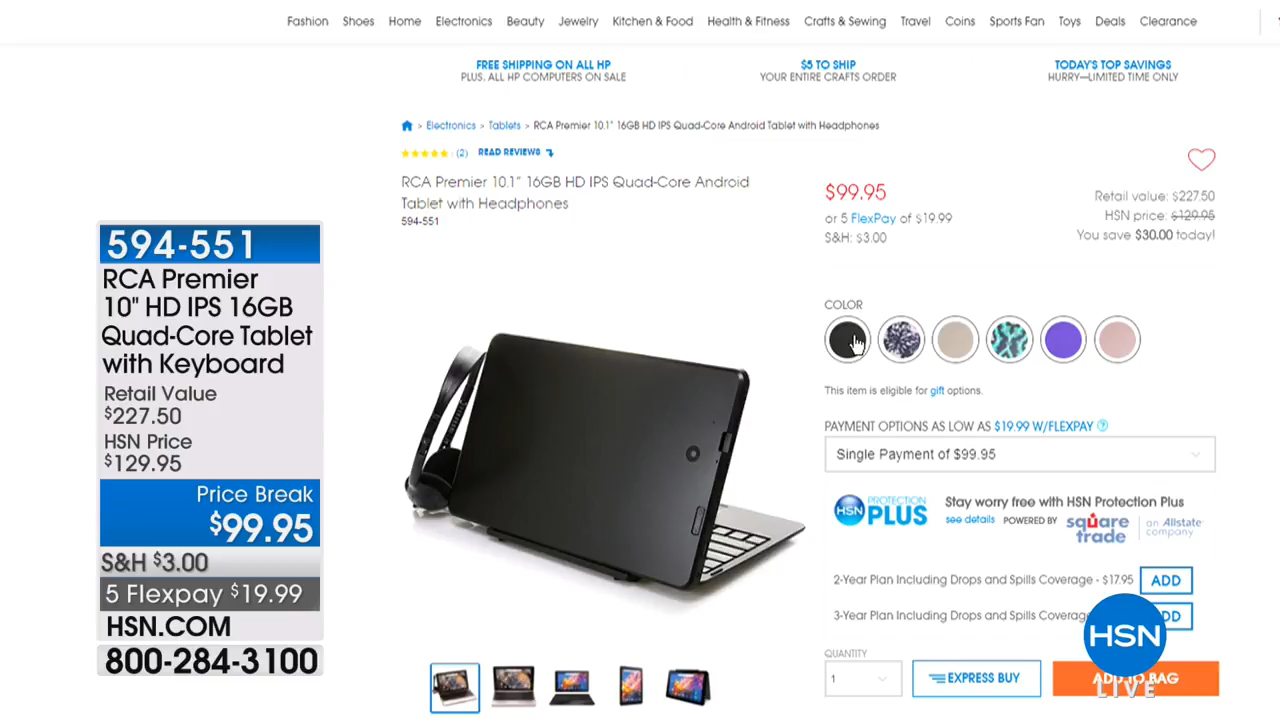 Fashion Shoes Home Electronics Beauty Jewelry Kitchen & Food Health & Fitness Crafts & Sewing Travel Coins Sports Fan Toys Deals Clearance
FREE SHIPPING ON ALL HP
PLUS, ALL HP COMPUTERS ON SALE
$5 TO SHIP
YOUR ENTIRE CRAFTS ORDER
TODAY'S TOP SAVINGS
HURRY—LIMITED TIME ONLY
> Electronics > Tablets > RCA Premier 10.1" 16GB HD IPS Quad-Core Android Tablet with Headphones
(2) READ REVIEWS
RCA Premier 10.1" 16GB HD IPS Quad-Core Android
Tablet with Headphones
594-551
$99.95
or 5 FlexPay of $19.99
S&H: $3.00
Retail value: $227.50
HSN price: $129.95
You save $30.00 today!
594-551
RCA Premier
10" HD IPS 16GB
Quad-Core Tablet
with Keyboard
Retail Value
$227.50
HSN Price
$129.95
Price Break
$99.95
S&H $3.00
5 Flexpay $19.99
HSN.COM
800-284-3100
COLOR
This item is eligible for gift options.
PAYMENT OPTIONS AS LOW AS $19.99 W/FLEXPAY ?
Single Payment of $99.95
HSN PROTECTION PLUS
Stay worry free with HSN Protection Plus
see details POWERED BY square trade | an Allstate company
2-Year Plan Including Drops and Spills Coverage - $17.95 ADD
3-Year Plan Including Drops and Spills Coverage
HSN
LIVE
QUANTITY
1
EXPRESS BUY
ADD TO BAG